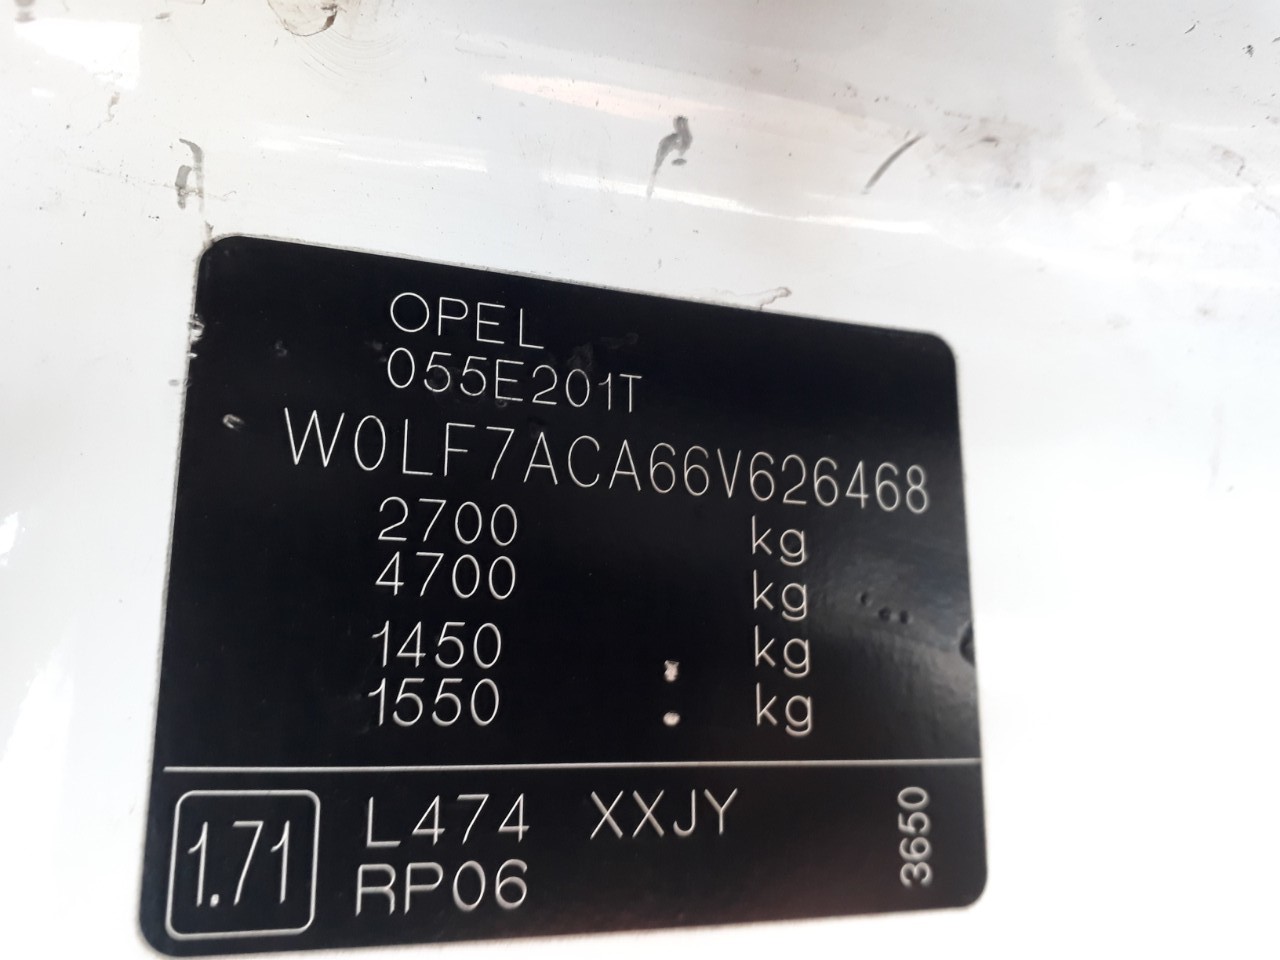 OPEL
055E201T
W0LF7ACA66V626468
2700 kg
4700 kg
1450 kg
1550 kg
1.71
L474 XXJY
RP06
3650